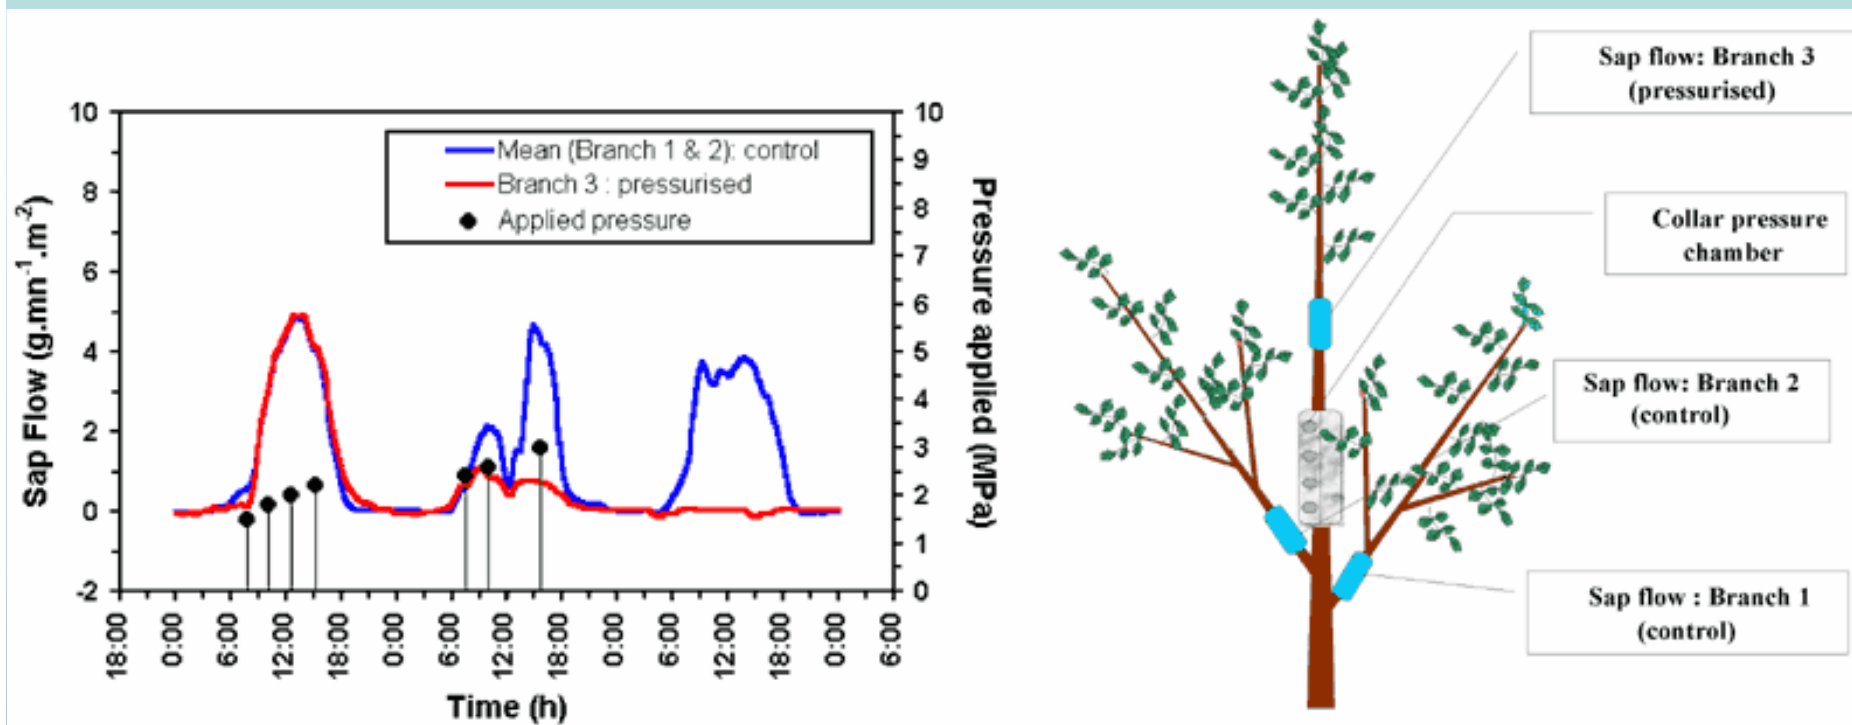 Mean (Branch 1 & 2): control
Branch 3 : pressurised
Applied pressure
Sap Flow (g.mn⁻¹.m⁻²)
10
8
6
4
2
0
-2
10
9
8
7
6
5
4
3
2
1
0
Pressure applied (MPa)
18:00
0:00
6:00
12:00
18:00
0:00
6:00
12:00
18:00
0:00
6:00
12:00
18:00
0:00
6:00
Time (h)
Sap flow: Branch 3
(pressurised)
Collar pressure
chamber
Sap flow: Branch 2
(control)
Sap flow : Branch 1
(control)